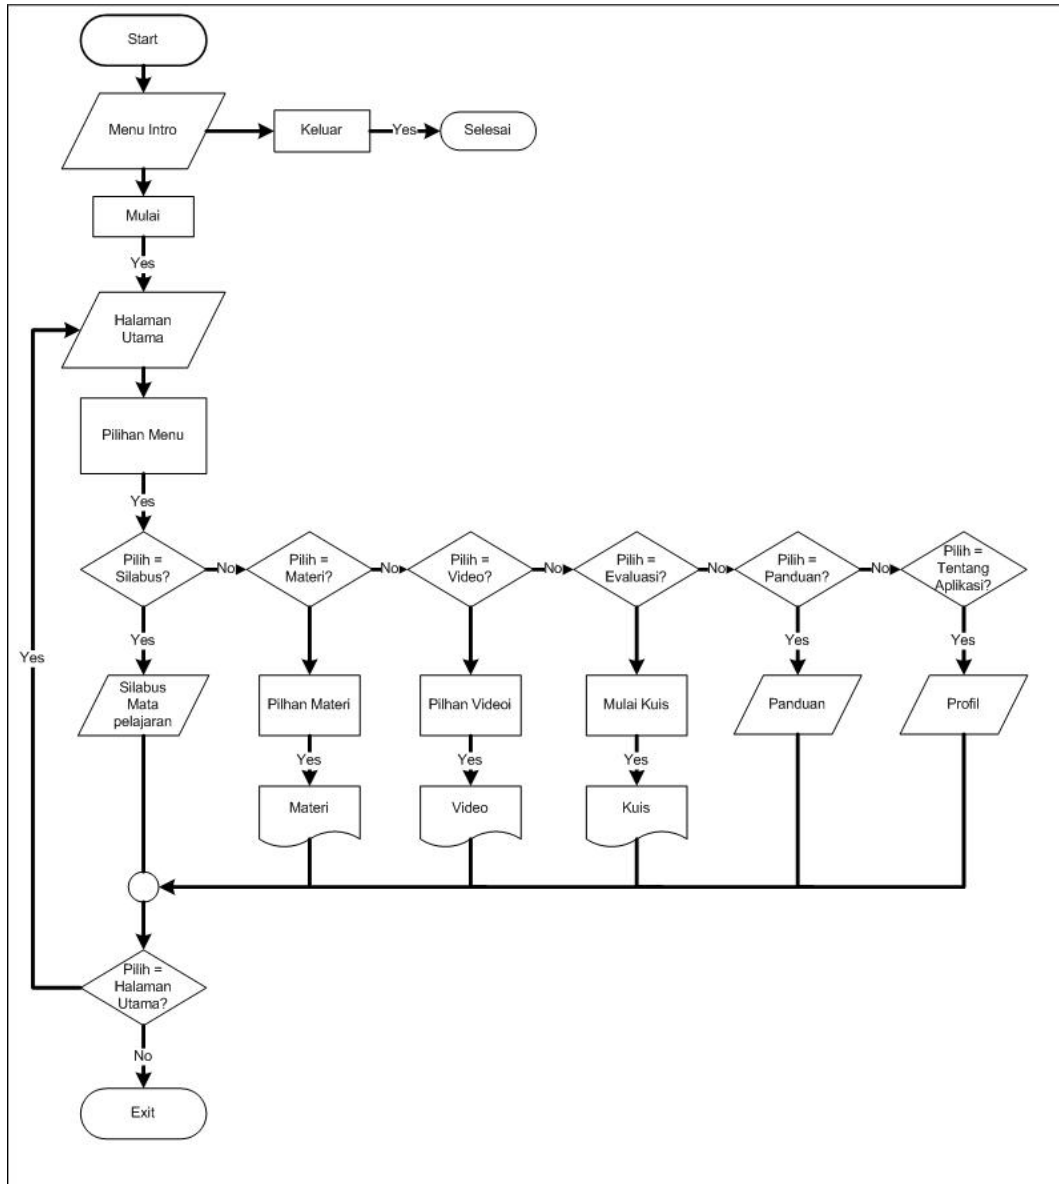 Start
Menu Intro
Keluar
Yes
Selesai
Mulai
Yes
Halaman
Utama
Pilihan Menu
Yes
Pilih =
Silabus?
No
Pilih =
Materi?
No
Pilih =
Video?
No
Pilih =
Evaluasi?
No
Pilih =
Panduan?
No
Pilih =
Tentang
Aplikasi?
Yes
Yes
Yes
Yes
Silabus
Mata
pelajaran
Pilhan Materi
Pilhan Videoi
Mulai Kuis
Panduan
Profil
Yes
Yes
Yes
Materi
Video
Kuis
Pilih =
Halaman
Utama?
No
Exit